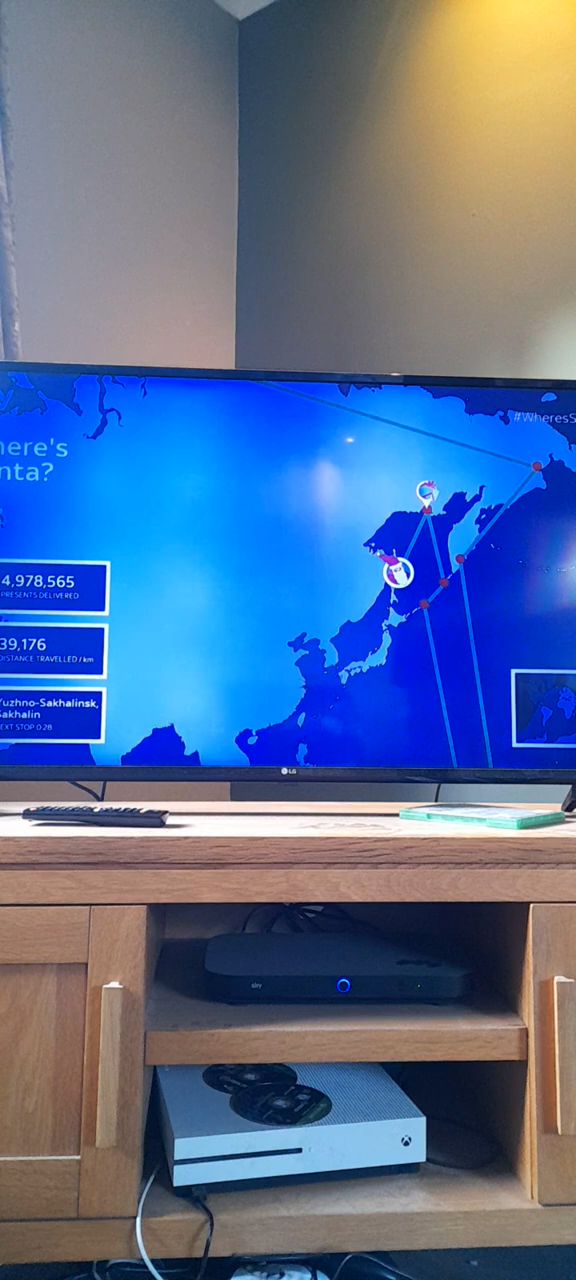 here's
nta?
#WheresS
4,978,565
PRESENTS DELIVERED
39,176
DISTANCE TRAVELLED / km
Yuzhno-Sakhalinsk,
Sakhalin
NEXT STOP 0:28
LG
sky